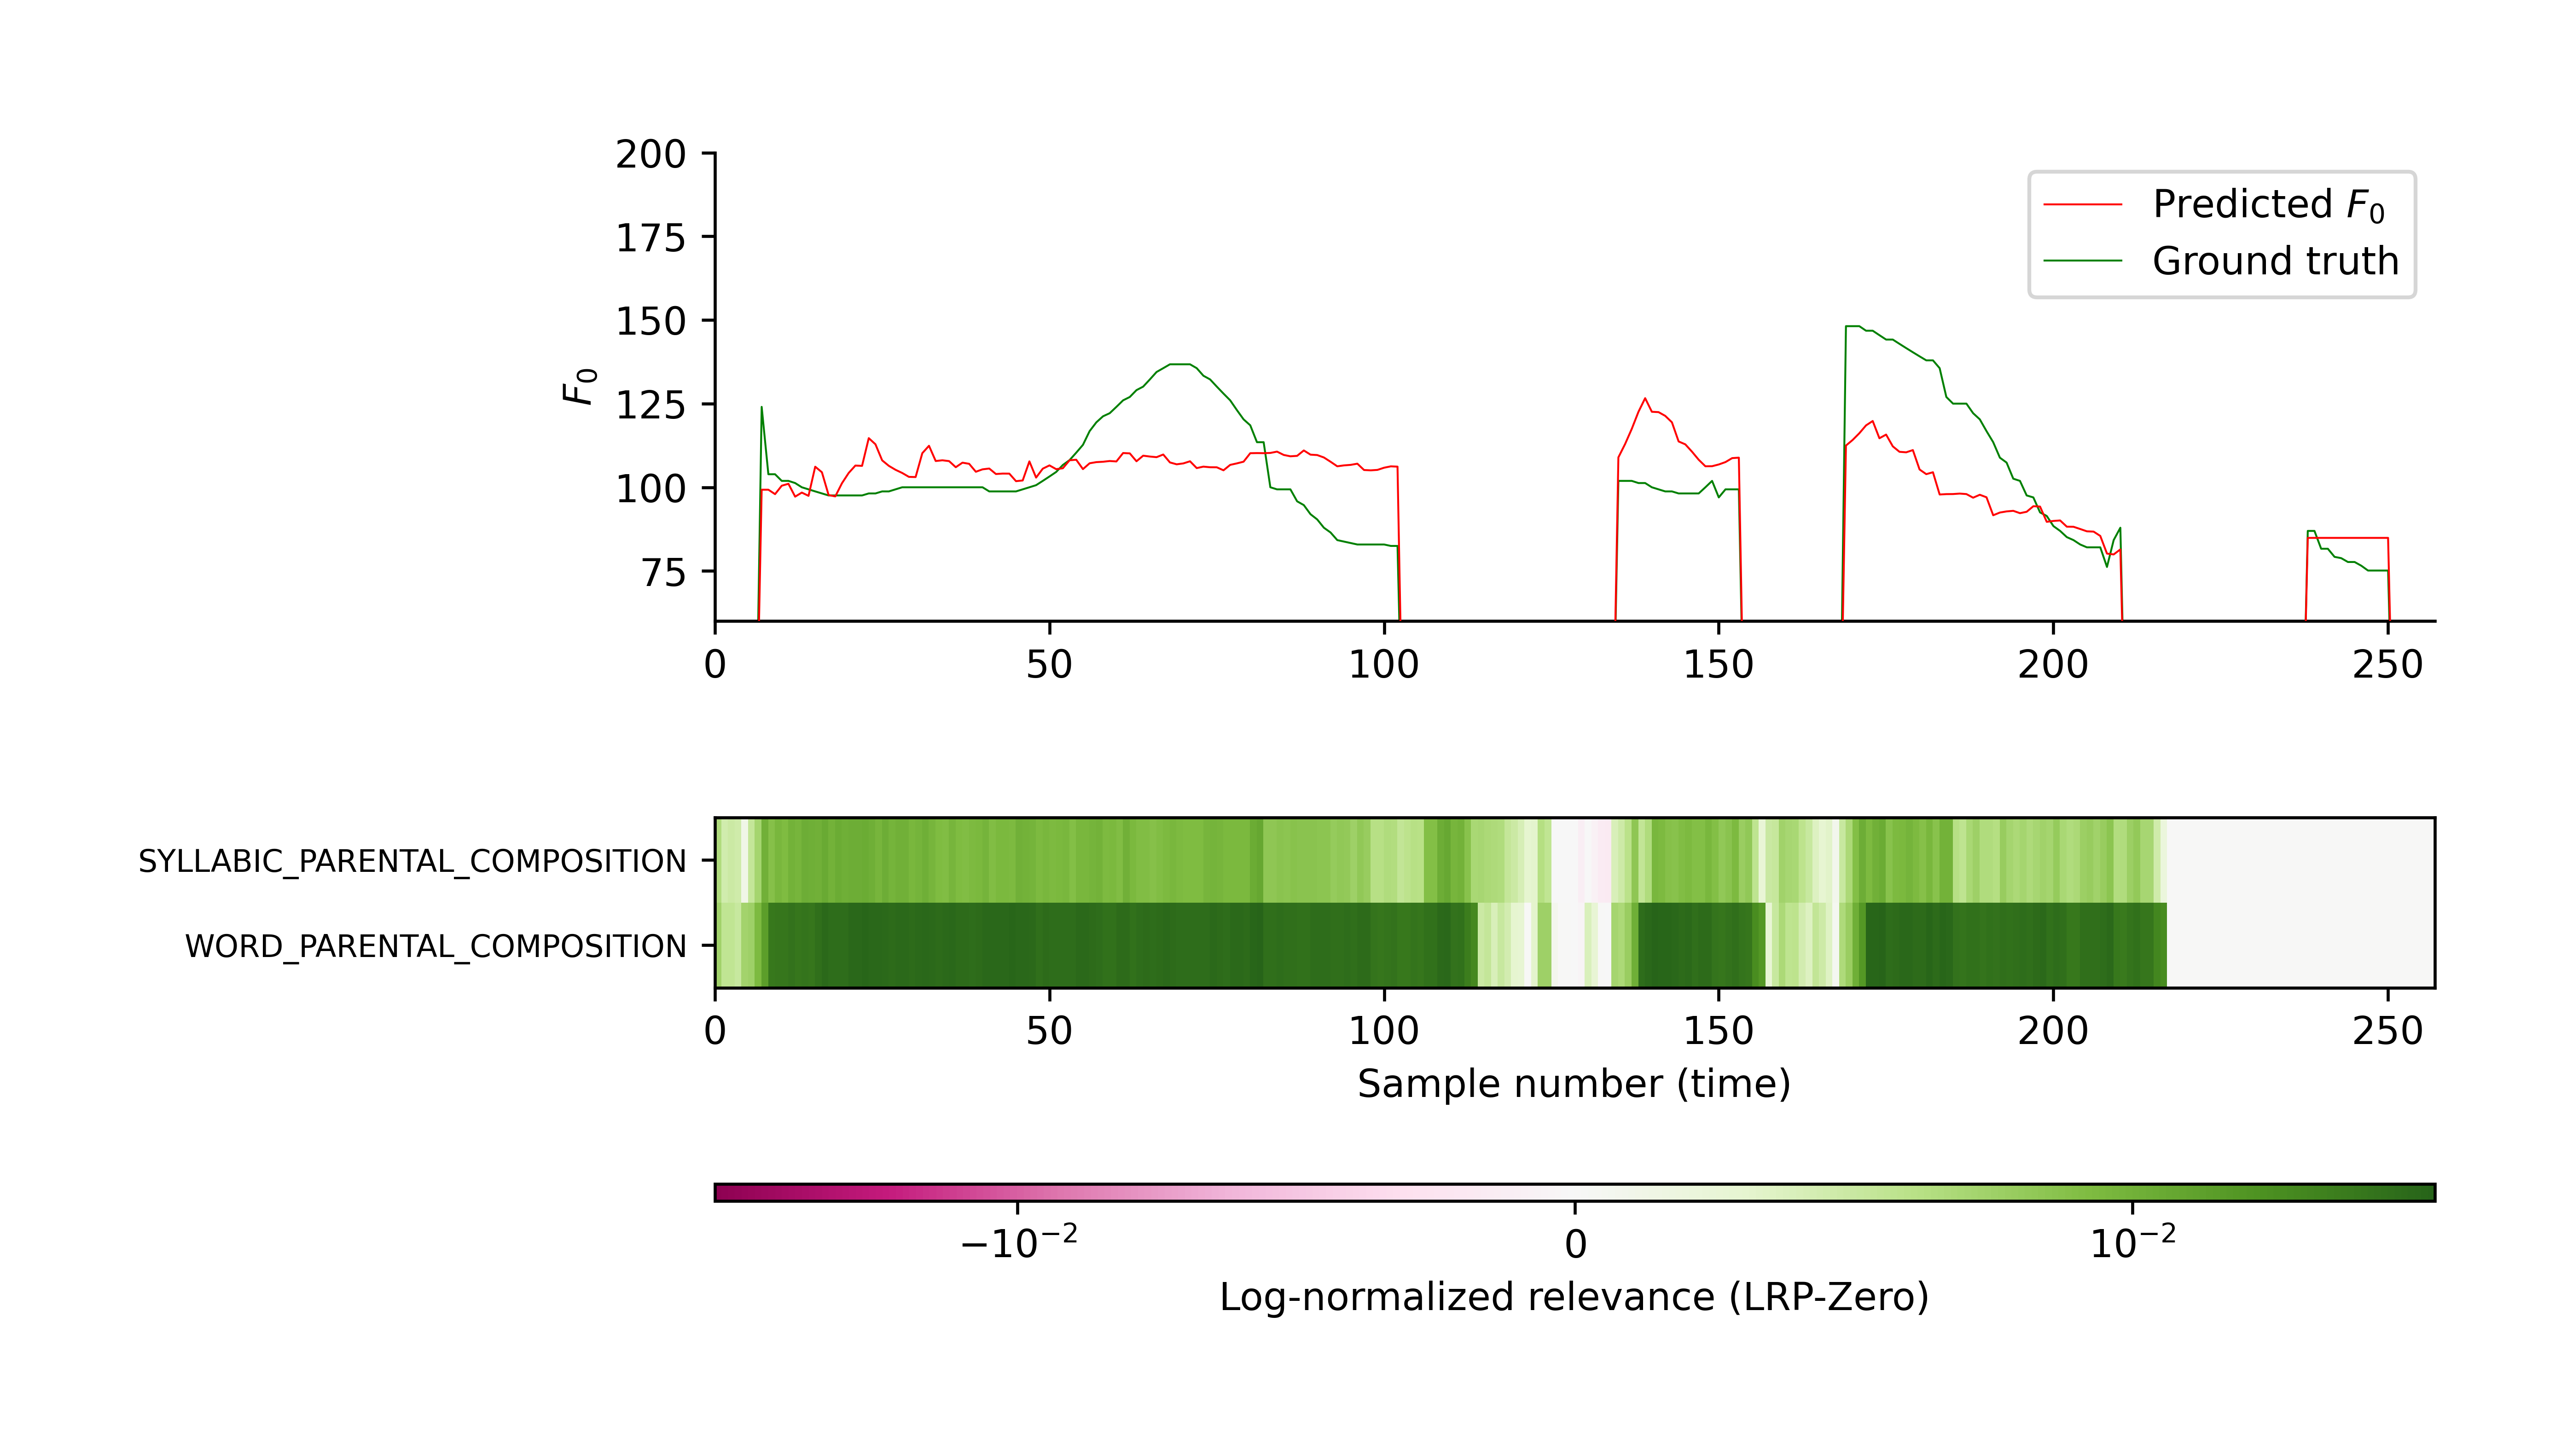 200
175
150
125
100
75
F₀
Predicted F₀
Ground truth
0 50 100 150 200 250
SYLLABIC_PARENTAL_COMPOSITION
WORD_PARENTAL_COMPOSITION
0 50 100 150 200 250
Sample number (time)
−10⁻² 0 10⁻²
Log-normalized relevance (LRP-Zero)